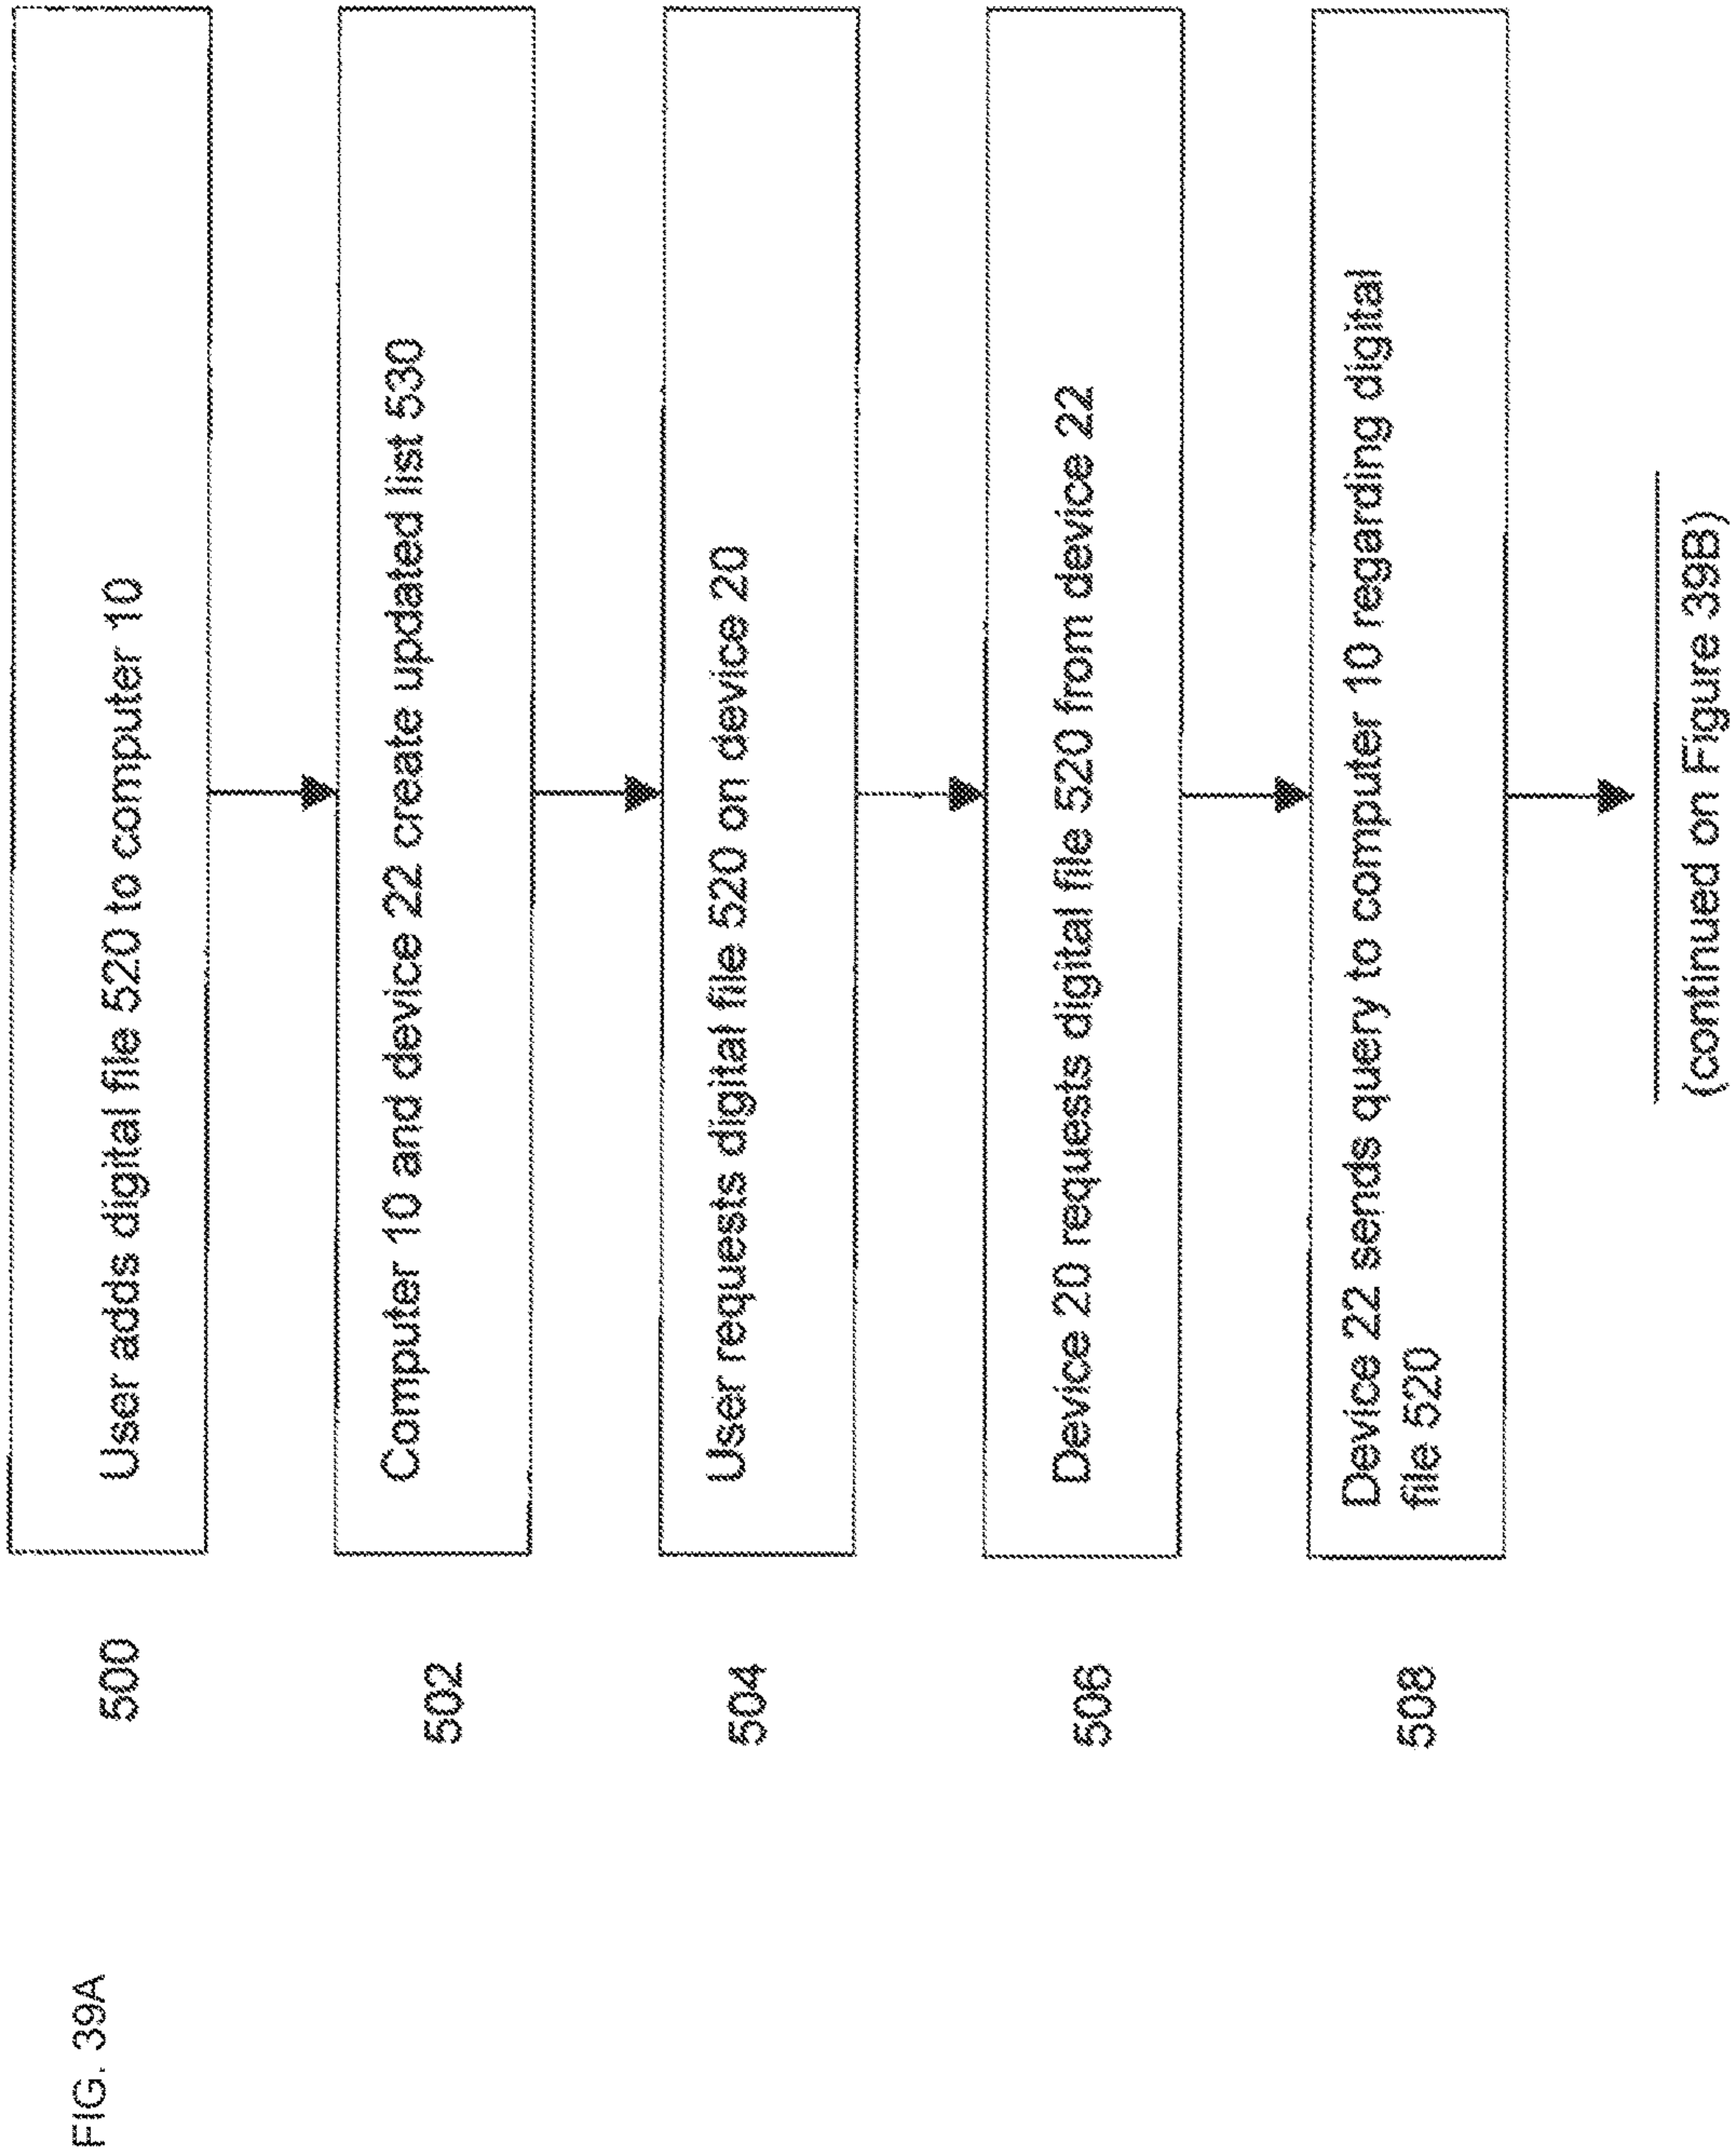 FIG. 39A
500
User adds digital file 520 to computer 10
502
Computer 10 and device 22 create updated list 530
504
User requests digital file 520 on device 20
506
Device 20 requests digital file 520 from device 22
508
Device 22 sends query to computer 10 regarding digital
file 520
(continued on Figure 39B)